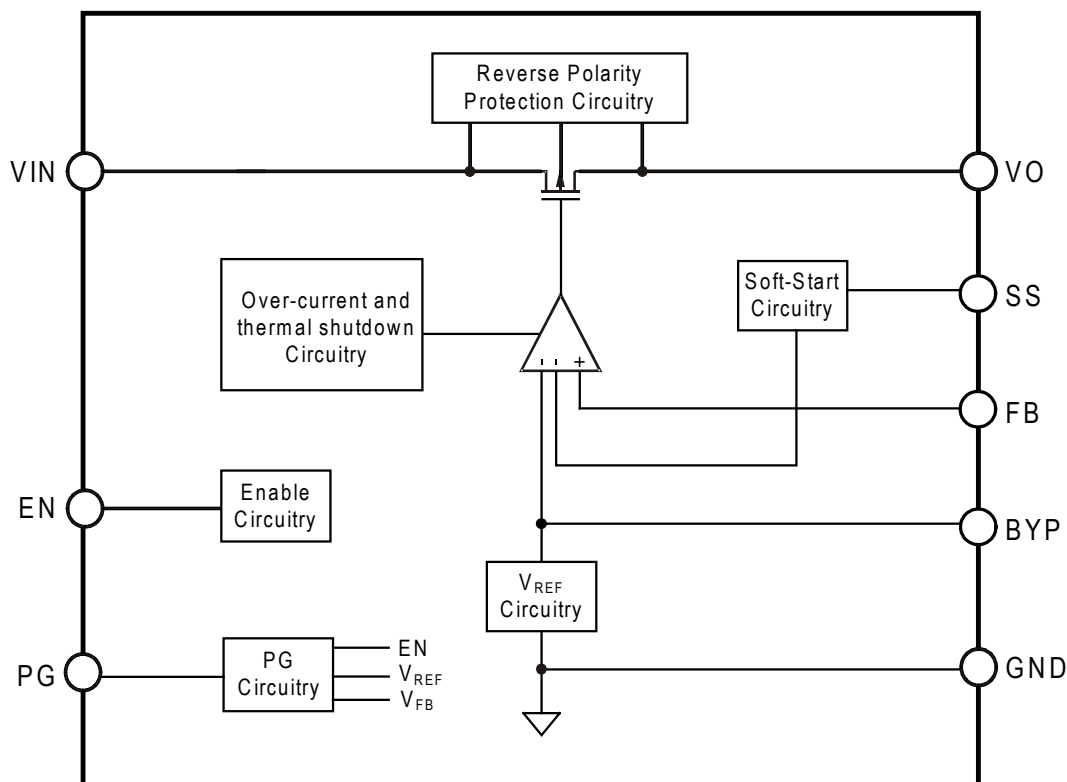 Reverse Polarity
Protection Circuitry
VIN
VO
Over-current and
thermal shutdown
Circuitry
Soft-Start
Circuitry
SS
- - +
FB
EN
Enable
Circuitry
BYP
VREF
Circuitry
PG
PG
Circuitry
EN
VREF
VFB
GND